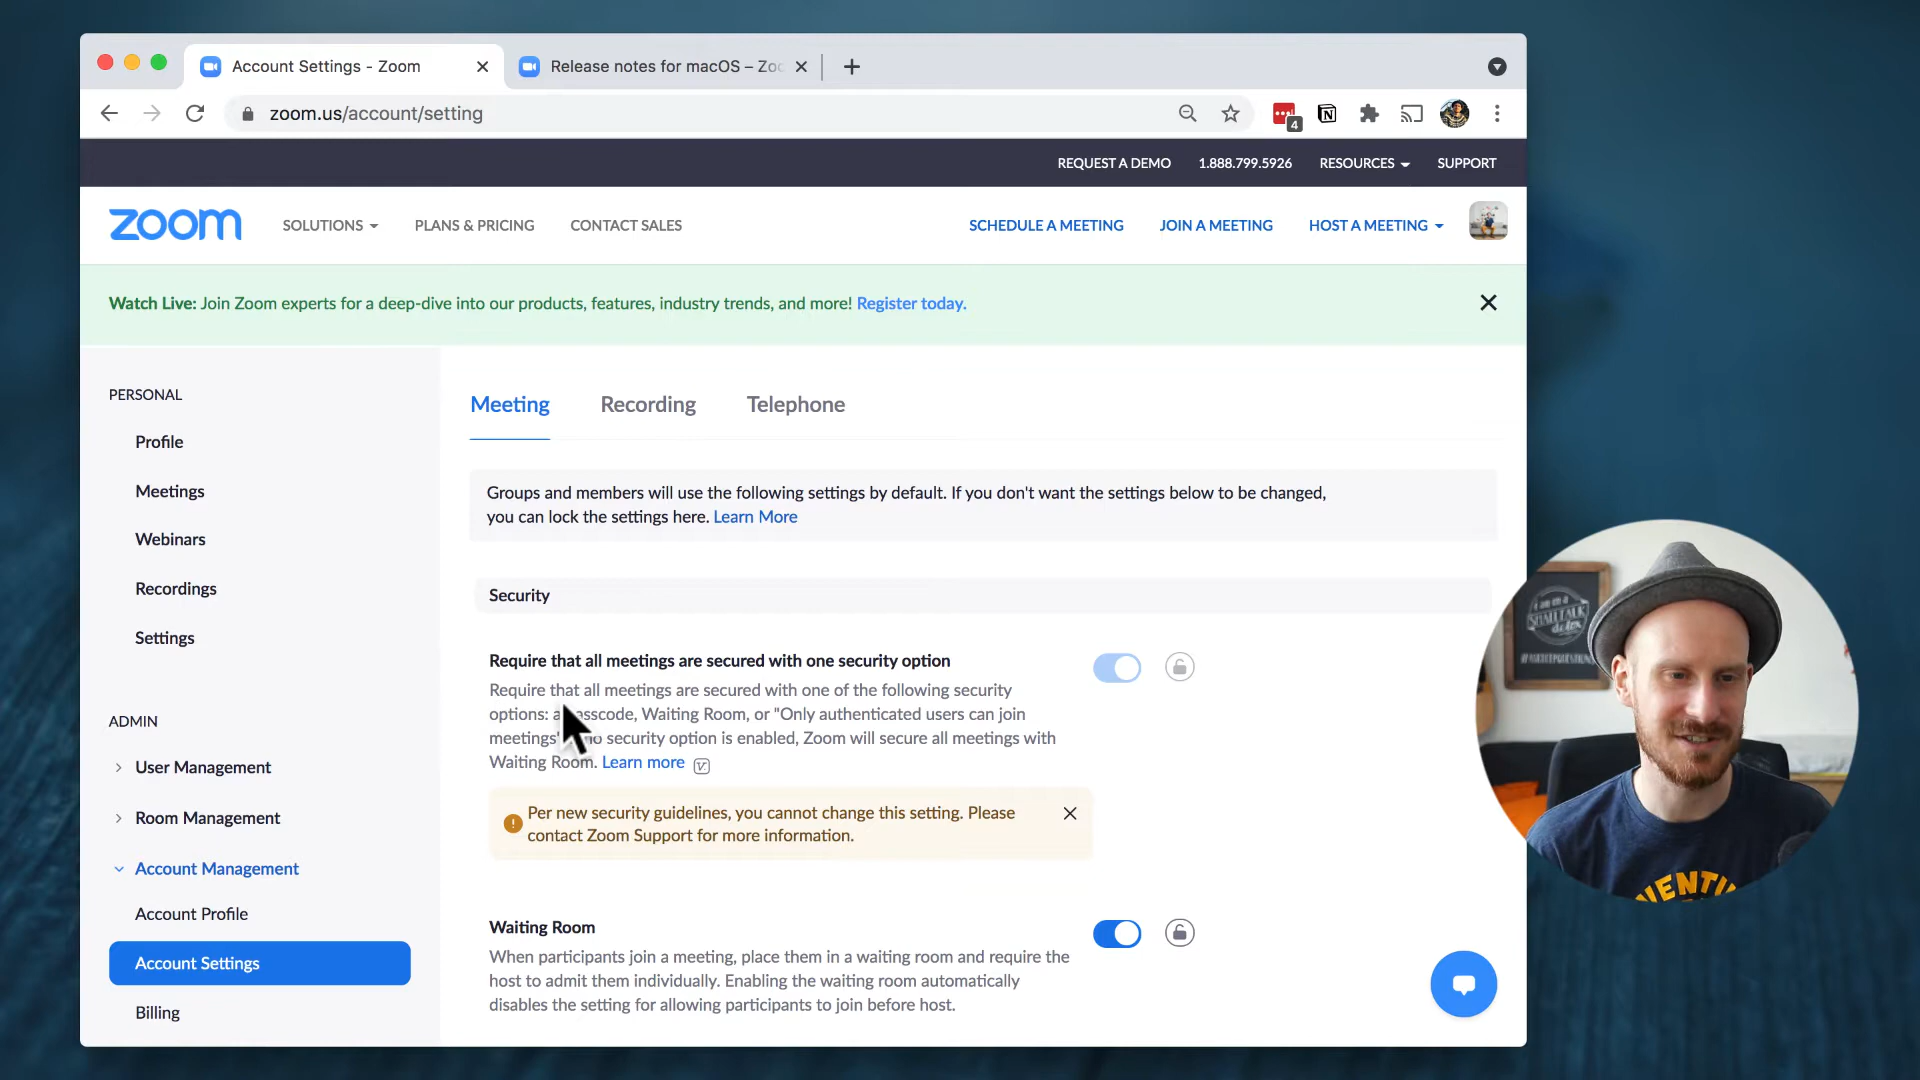 Account Settings - Zoom
Release notes for macOS – Zoo
zoom.us/account/setting
4
REQUEST A DEMO 1.888.799.5926 RESOURCES SUPPORT
zoom SOLUTIONS PLANS & PRICING CONTACT SALES SCHEDULE A MEETING JOIN A MEETING HOST A MEETING
Watch Live: Join Zoom experts for a deep-dive into our products, features, industry trends, and more! Register today.
PERSONAL
Profile
Meetings
Webinars
Recordings
Settings
ADMIN
User Management
Room Management
Account Management
Account Profile
Account Settings
Billing
Meeting Recording Telephone
Groups and members will use the following settings by default. If you don't want the settings below to be changed,
you can lock the settings here. Learn More
Security
Require that all meetings are secured with one security option
Require that all meetings are secured with one of the following security
options: a passcode, Waiting Room, or "Only authenticated users can join
meetings" no security option is enabled, Zoom will secure all meetings with
Waiting Room. Learn more
Per new security guidelines, you cannot change this setting. Please
contact Zoom Support for more information.
Waiting Room
When participants join a meeting, place them in a waiting room and require the
host to admit them individually. Enabling the waiting room automatically
disables the setting for allowing participants to join before host.
SMALLTALK
detox
VENTU